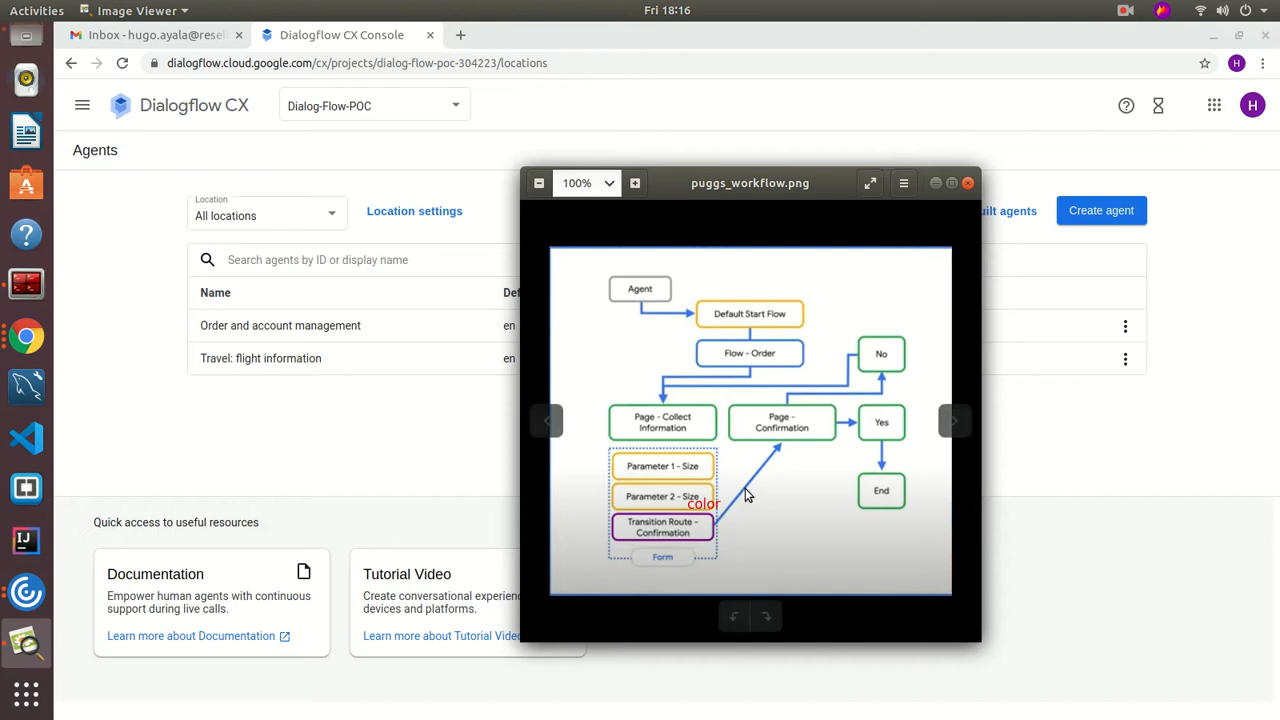 Activities
Image Viewer
Fri 18:16
Inbox - hugo.ayala@resel
Dialogflow CX Console
dialogflow.cloud.google.com/cx/projects/dialog-flow-poc-304223/locations
H
Dialogflow CX
Dialog-Flow-POC
H
Agents
100%
puggs_workflow.png
Location
All locations
Location settings
uilt agents
Create agent
Search agents by ID or display name
Name
Def
Order and account management
en
Travel: flight information
en
Agent
Default Start Flow
Flow - Order
No
Page - Collect
Information
Page -
Confirmation
Yes
Parameter 1 - Size
Parameter 2 - Size
color
End
Transition Route -
Confirmation
Form
Quick access to useful resources
Documentation
Empower human agents with continuous
support during live calls.
Learn more about Documentation
Tutorial Video
Create conversational experien
devices and platforms.
Learn more about Tutorial Video